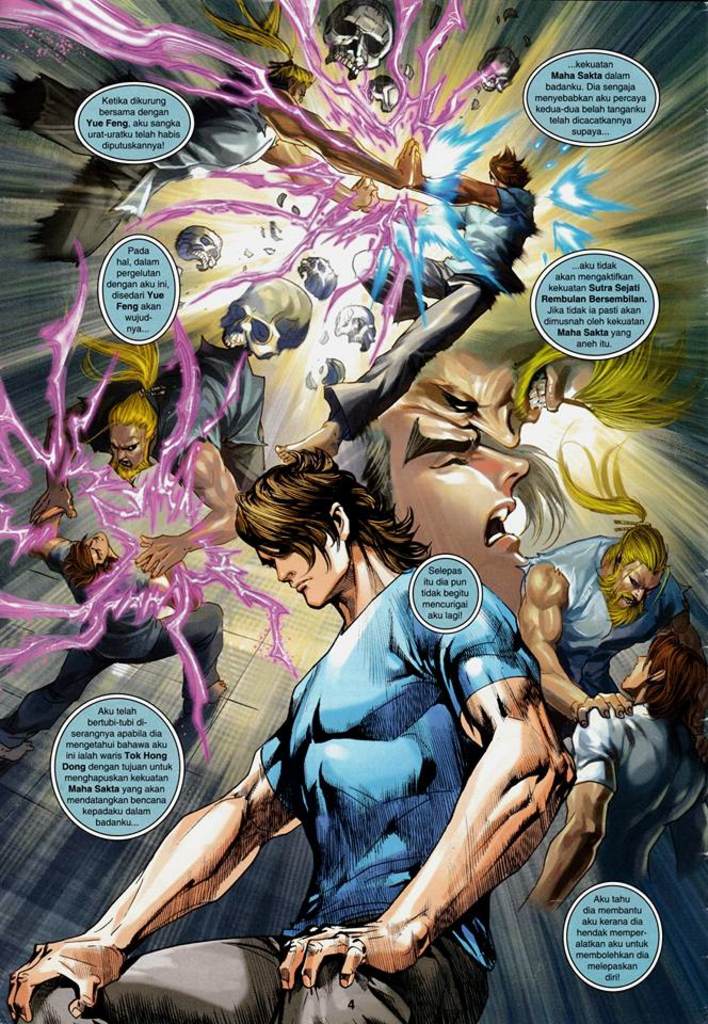 Ketika dikurung
bersama dengan
Yue Feng, aku sangka
urat-uratku telah habis
diputuskannya!
Pada
hal, dalam
pergelutan
dengan aku ini,
disedari Yue
Feng akan
wujud-
nya...
Aku telah
bertubi-tubi di-
serangnya apabila dia
mengetahui bahawa aku
ini ialah waris Tok Hong
Dong dengan tujuan untuk
menghapuskan kekuatan
Maha Sakta yang akan
mendatangkan bencana
kepadaku dalam
badanku...
...kekuatan
Maha Sakta dalam
badanku. Dia sengaja
menyebabkan aku percaya
kedua-dua belah tanganku
telah dicacatkannya
supaya...
...aku tidak
akan mengaktifkan
kekuatan Sutra Sejati
Rembulan Bersembilan.
Jika tidak ia pasti akan
dimusnah oleh kekuatan
Maha Sakta yang
aneh itu.
Selepas
itu dia pun
tidak begitu
mencurigai
aku lagi!
Aku tahu
dia membantu
aku kerana dia
hendak memper-
alatkan aku untuk
membolehkan dia
melepaskan
diri!
4